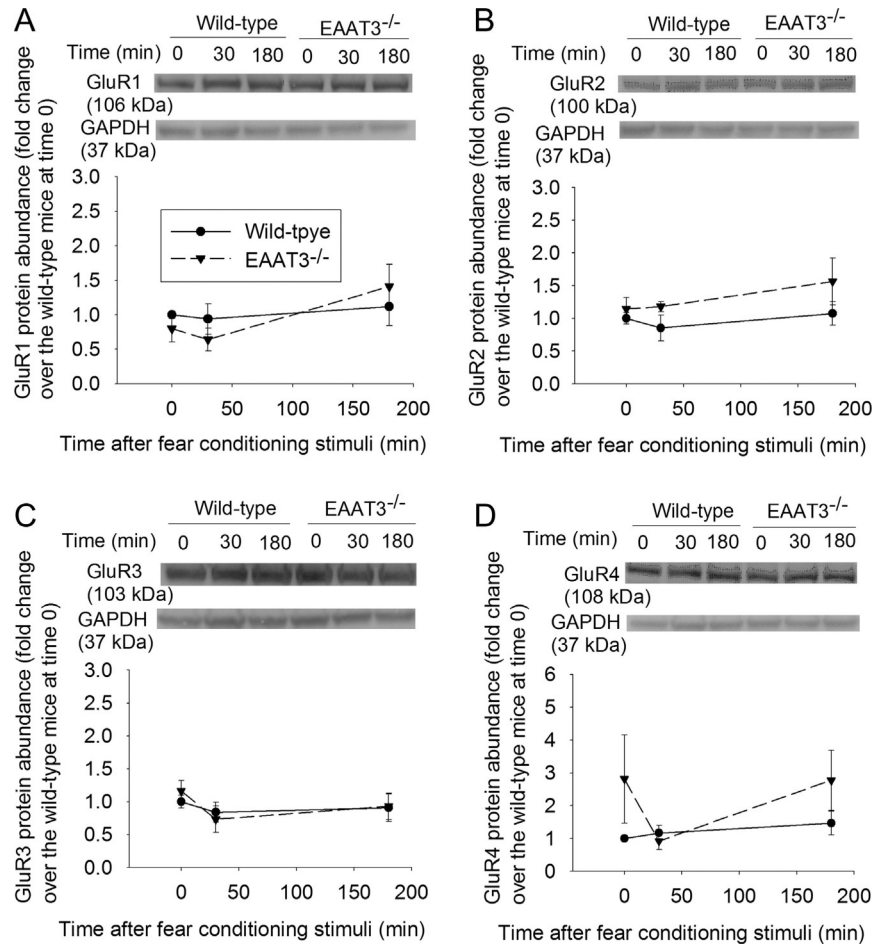 A
Wild-type EAAT3-/-
Time (min) 0 30 180 0 30 180
GluR1
(106 kDa)
GAPDH
(37 kDa)
GluR1 protein abundance (fold change
over the wild-type mice at time 0)
3.0
2.5
2.0
1.5
1.0
0.5
0.0
Wild-tpye
EAAT3-/-
0 50 100 150 200
Time after fear conditioning stimuli (min)
B
Wild-type EAAT3-/-
Time (min) 0 30 180 0 30 180
GluR2
(100 kDa)
GAPDH
(37 kDa)
GluR2 protein abundance (fold change
over the wild-type mice at time 0)
3.0
2.5
2.0
1.5
1.0
0.5
0.0
0 50 100 150 200
Time after fear conditioning stimuli (min)
C
Wild-type EAAT3-/-
Time (min) 0 30 180 0 30 180
GluR3
(103 kDa)
GAPDH
(37 kDa)
GluR3 protein abundance (fold change
over the wild-type mice at time 0)
3.0
2.5
2.0
1.5
1.0
0.5
0.0
0 50 100 150 200
Time after fear conditioning stimuli (min)
D
Wild-type EAAT3-/-
Time (min) 0 30 180 0 30 180
GluR4
(108 kDa)
GAPDH
(37 kDa)
GluR4 protein abundance (fold change
over the wild-type mice at time 0)
6
5
4
3
2
1
0
0 50 100 150 200
Time after fear conditioning stimuli (min)